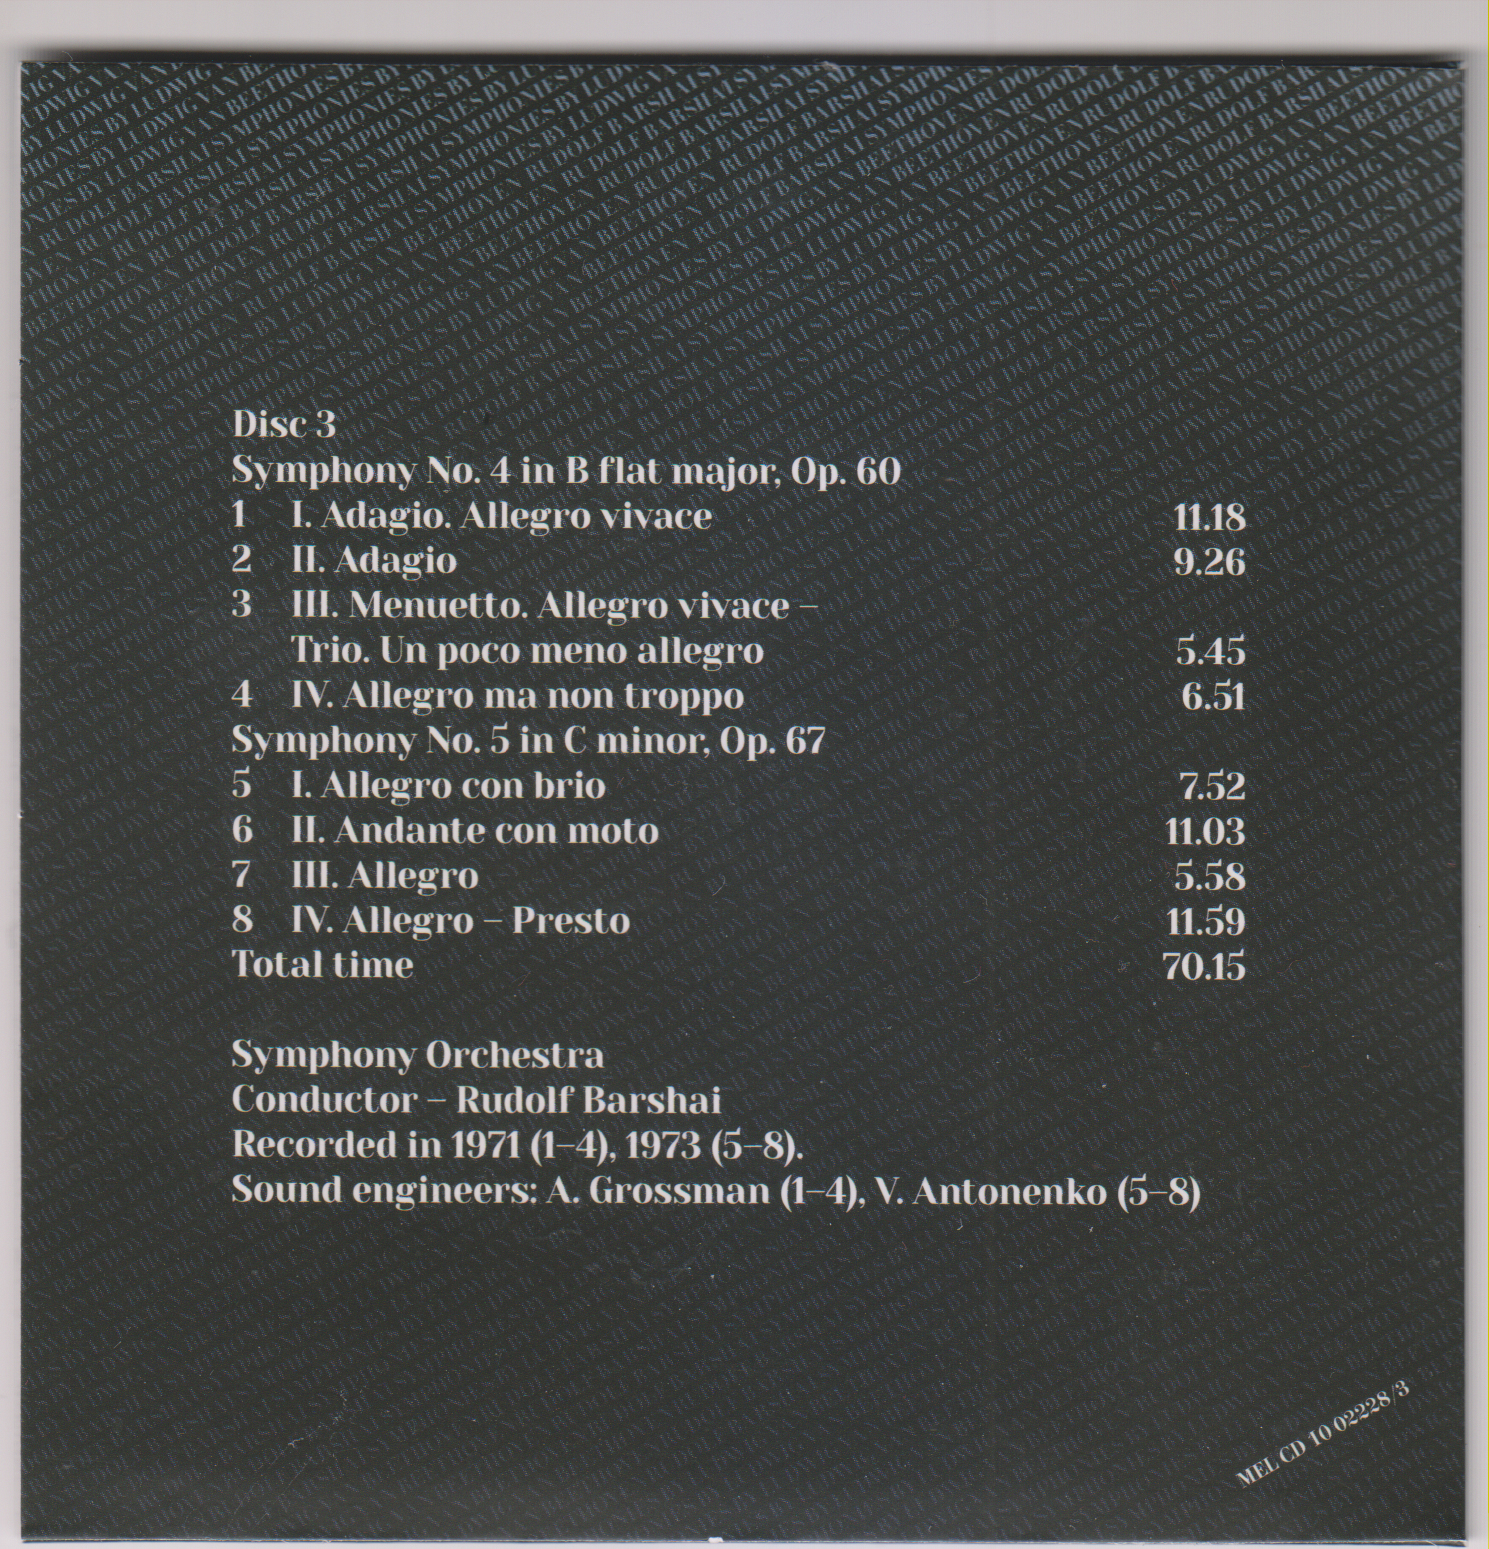 Disc 3
Symphony No. 4 in B flat major, Op. 60
1 I. Adagio. Allegro vivace 11.18
2 II. Adagio 9.26
3 III. Menuetto. Allegro vivace –
Trio. Un poco meno allegro 5.45
4 IV. Allegro ma non troppo 6.51
Symphony No. 5 in C minor, Op. 67
5 I. Allegro con brio 7.52
6 II. Andante con moto 11.03
7 III. Allegro 5.58
8 IV. Allegro – Presto 11.59
Total time 70.15
Symphony Orchestra
Conductor – Rudolf Barshai
Recorded in 1971 (1–4), 1973 (5–8).
Sound engineers: A. Grossman (1–4), V. Antonenko (5–8)
MEL CD 10 02228/3